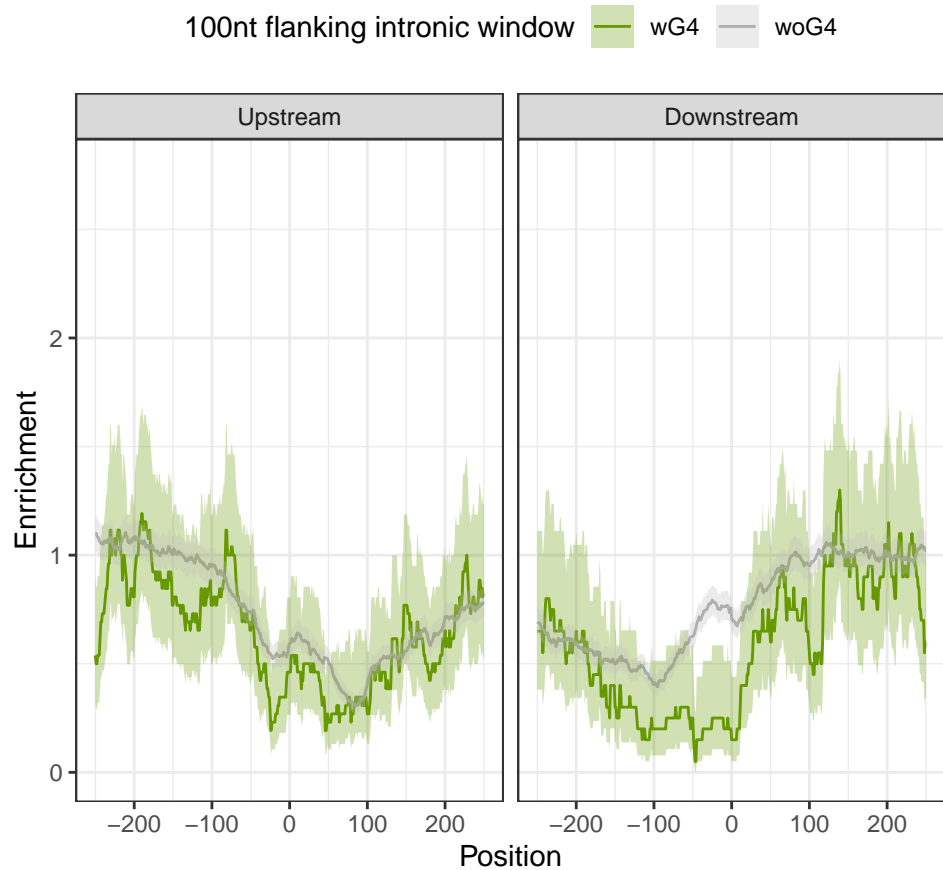 100nt flanking intronic window wG4 woG4
Upstream Downstream
Enrrichment
2
1
0
−200 −100 0 100 200 −200 −100 0 100 200
Position